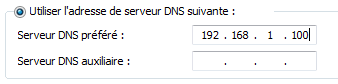 Utiliser l'adresse de serveur DNS suivante :
Serveur DNS préféré : 192 . 168 . 1 . 100
Serveur DNS auxiliaire : . . .